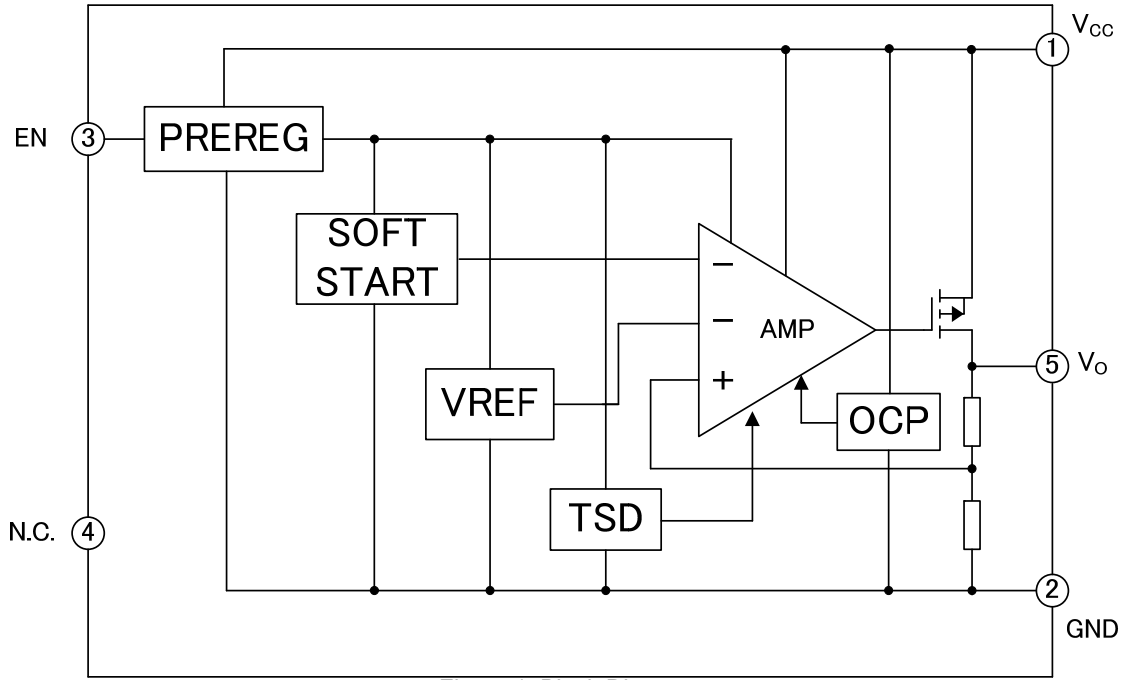 VCC
1
EN
3
PREREG
SOFT
START
−
−
AMP
+
VREF
5
VO
OCP
TSD
N.C.
4
2
GND